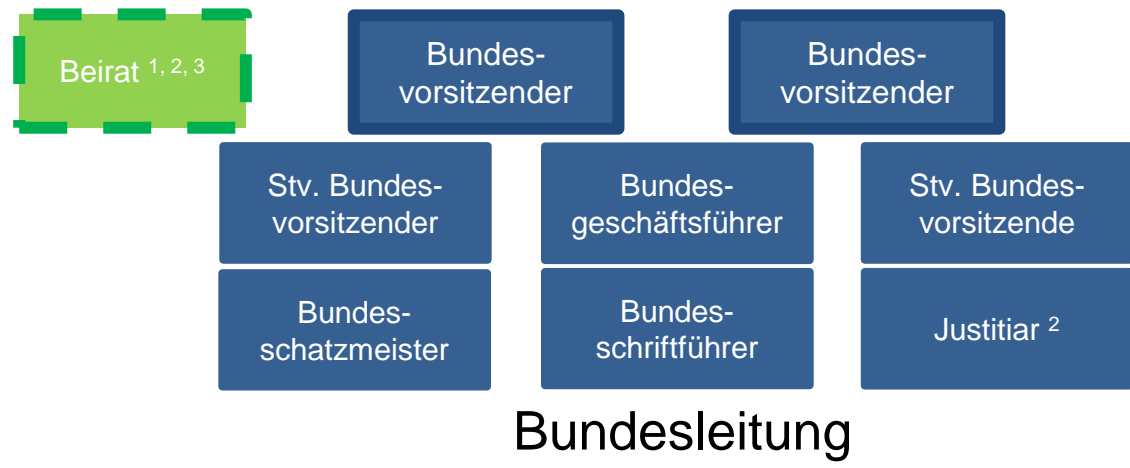 Beirat 1, 2, 3
Bundes-
vorsitzender
Bundes-
vorsitzender
Stv. Bundes-
vorsitzender
Bundes-
geschäftsführer
Stv. Bundes-
vorsitzende
Bundes-
schatzmeister
Bundes-
schriftführer
Justitiar 2
Bundesleitung